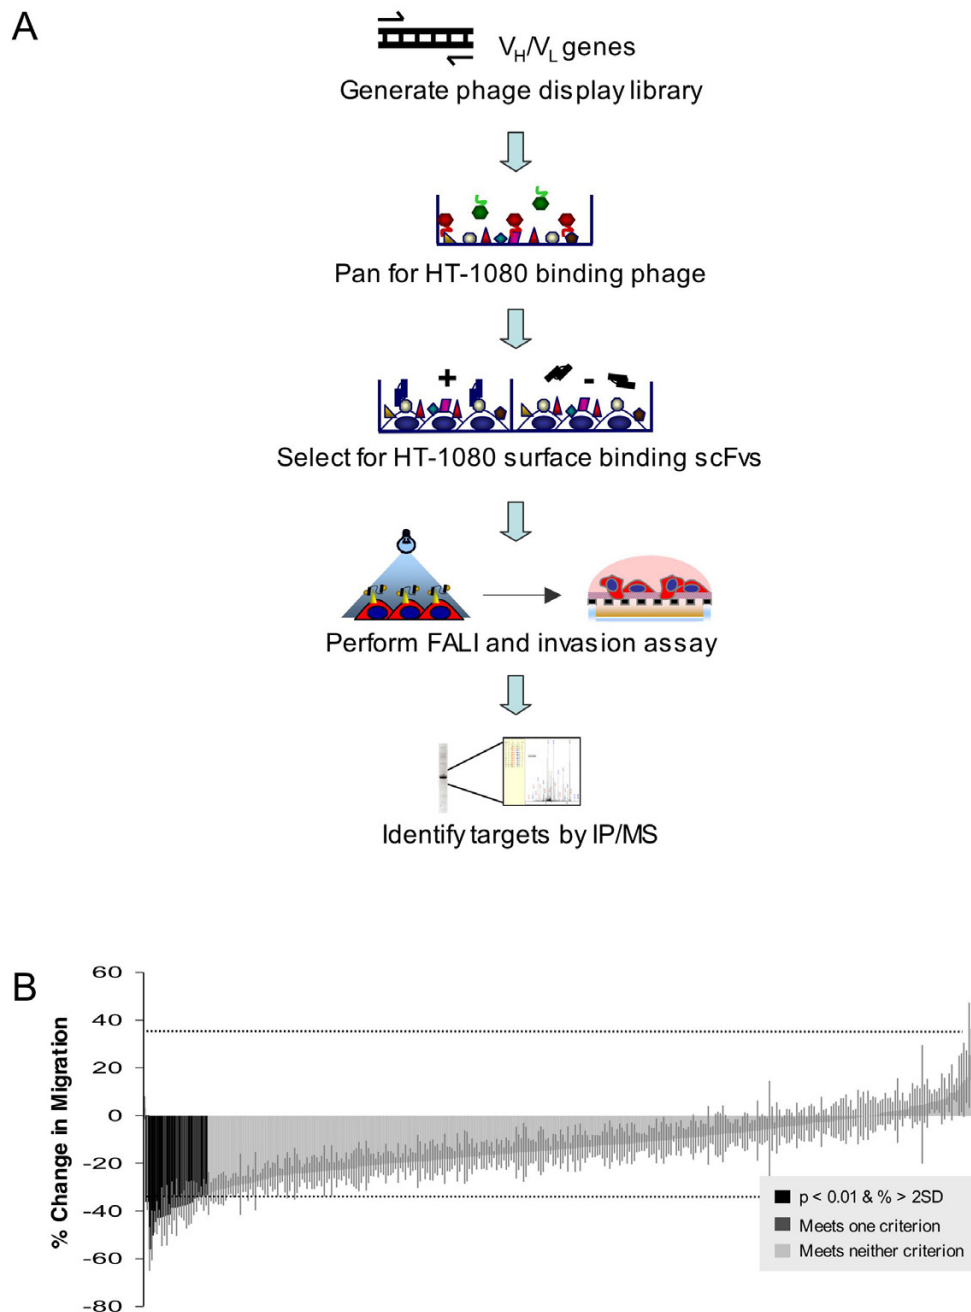 A
V_H/V_L genes
Generate phage display library
Pan for HT-1080 binding phage
+
-
Select for HT-1080 surface binding scFvs
Perform FALI and invasion assay
Identify targets by IP/MS
B
% Change in Migration
60
40
20
0
-20
-40
-60
-80
p < 0.01 & % > 2SD
Meets one criterion
Meets neither criterion